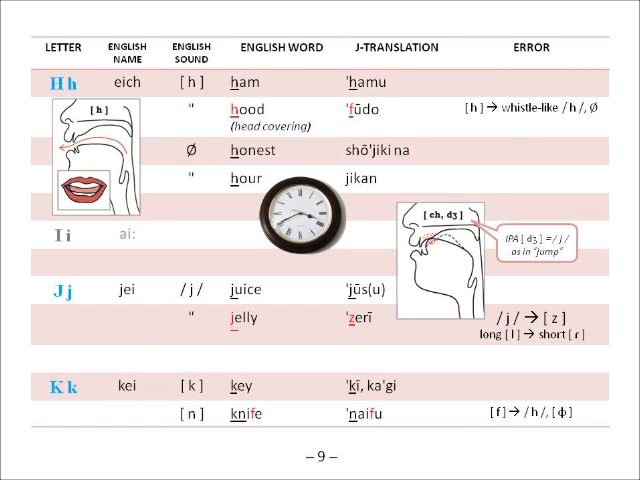 LETTER ENGLISH NAME ENGLISH SOUND ENGLISH WORD J-TRANSLATION ERROR
H h eich [ h ] ham 'hamu
" hood 'fūdo [ h ] → whistle-like / h /, Ø
(head covering)
Ø honest shō'jiki na
" hour jikan
[ h ]
I i ai:
[ ch, dʒ ]
IPA [ dʒ ] = / j /
as in "jump"
J j jei / j / juice 'jūs(u)
" jelly 'zerī / j / → [ z ]
long [ l ] → short [ ɾ ]
K k kei [ k ] key 'kī, ka'gi
[ n ] knife 'naifu [ f ] → / h /, [ ɸ ]
– 9 –